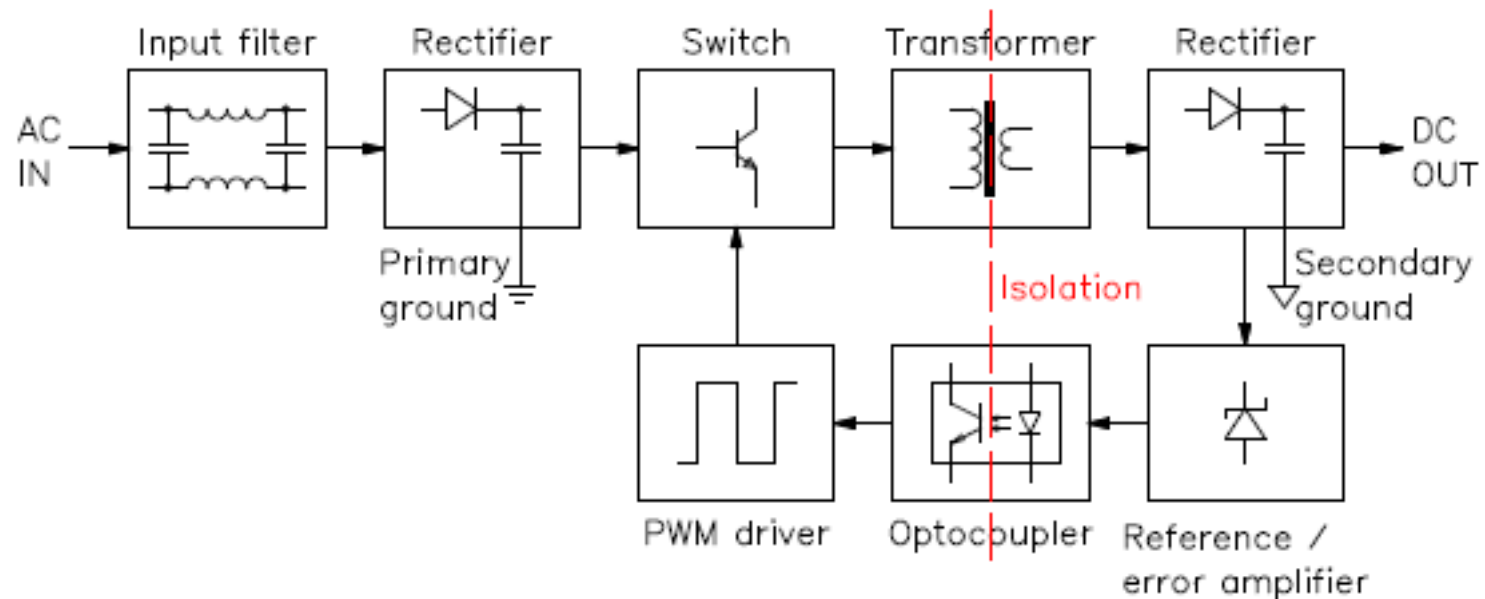 Input filter
Rectifier
Switch
Transformer
Rectifier
AC
IN
DC
OUT
Primary
ground
Isolation
Secondary
ground
PWM driver
Optocoupler
Reference /
error amplifier